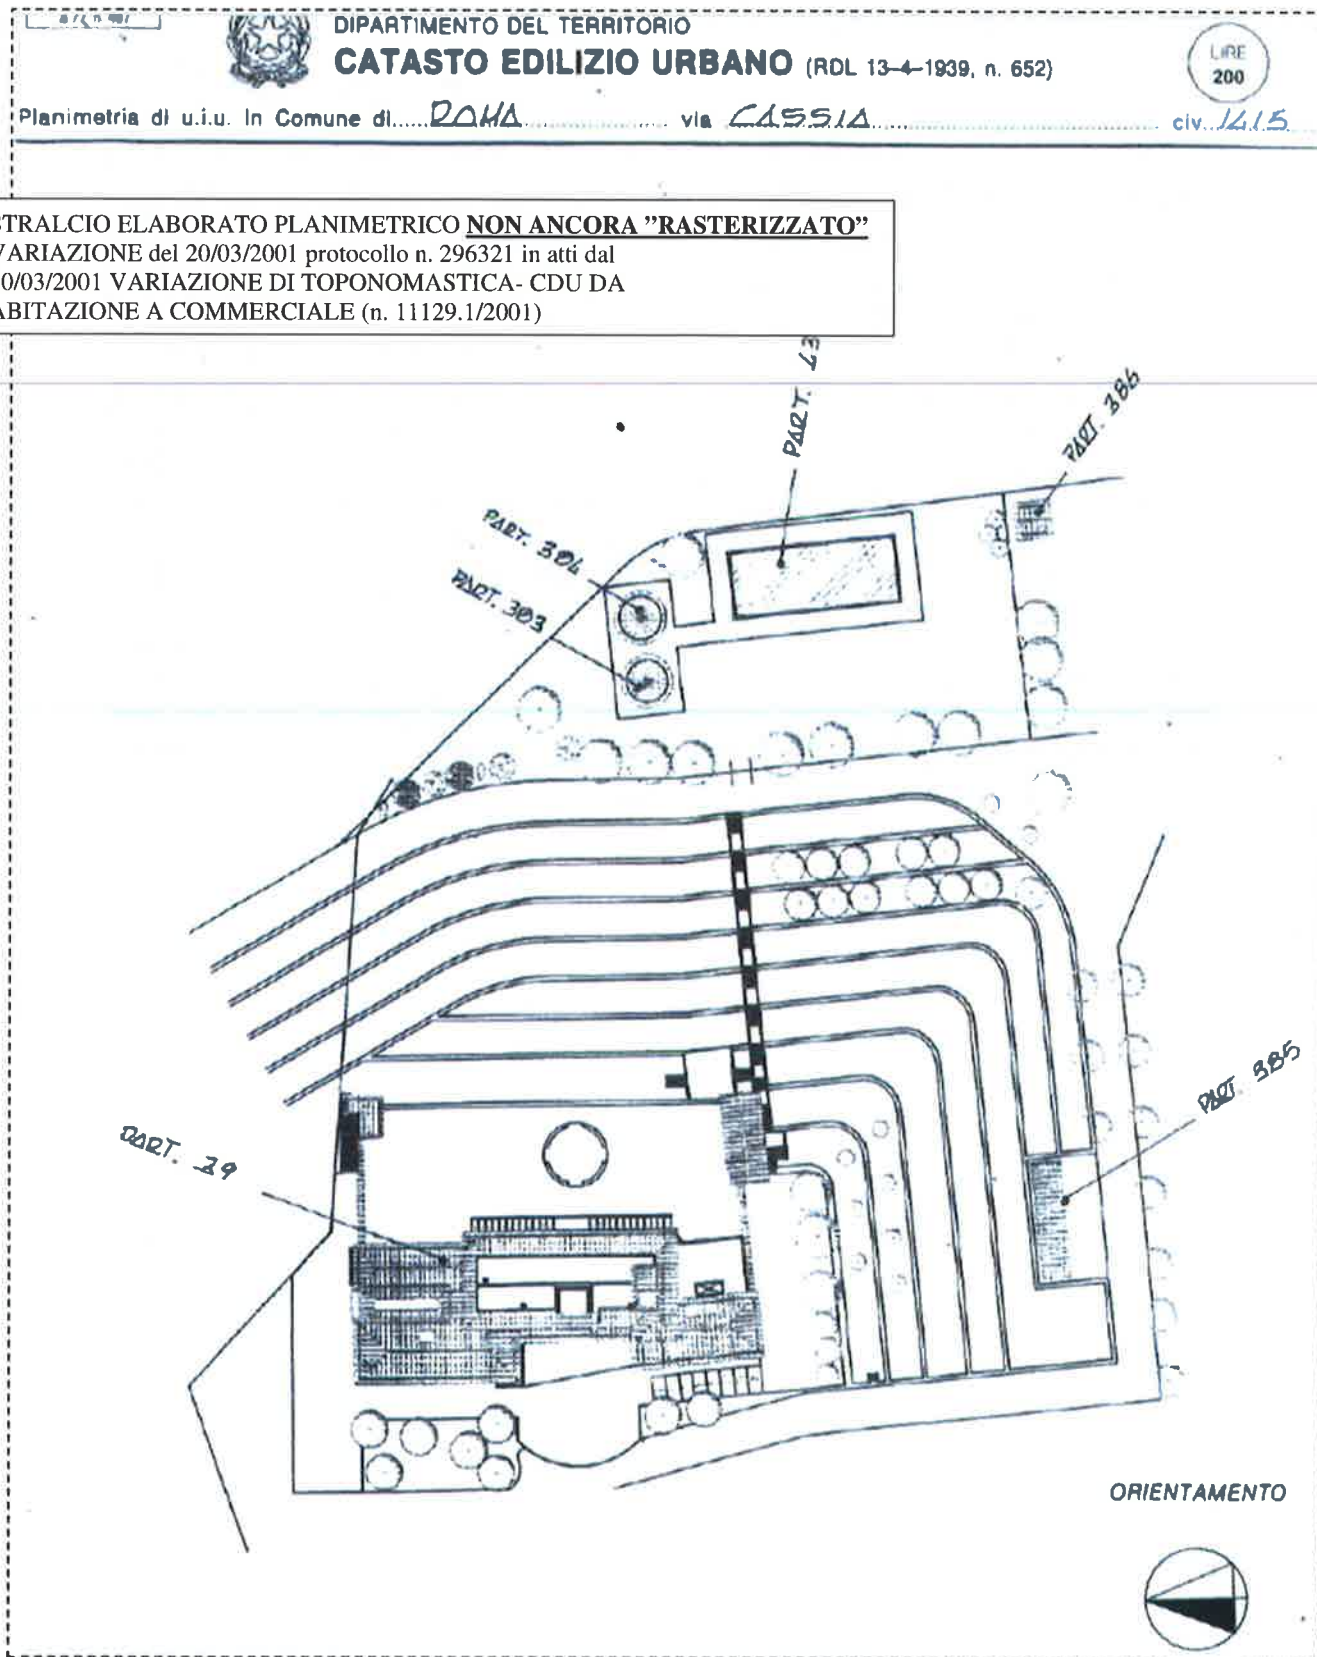 DIPARTIMENTO DEL TERRITORIO
CATASTO EDILIZIO URBANO (RDL 13-4-1939, n. 652)
LIRE
200
Planimetria di u.i.u. in Comune di..... ROMA ..... via CASSIA ..... civ. 1415
STRALCIO ELABORATO PLANIMETRICO NON ANCORA "RASTERIZZATO"
VARIAZIONE del 20/03/2001 protocollo n. 296321 in atti dal
0/03/2001 VARIAZIONE DI TOPONOMASTICA- CDU DA
ABITAZIONE A COMMERCIALE (n. 11129.1/2001)
PART. 43
PART. 386
PART. 304
PART. 303
PART. 385
PART. 39
ORIENTAMENTO